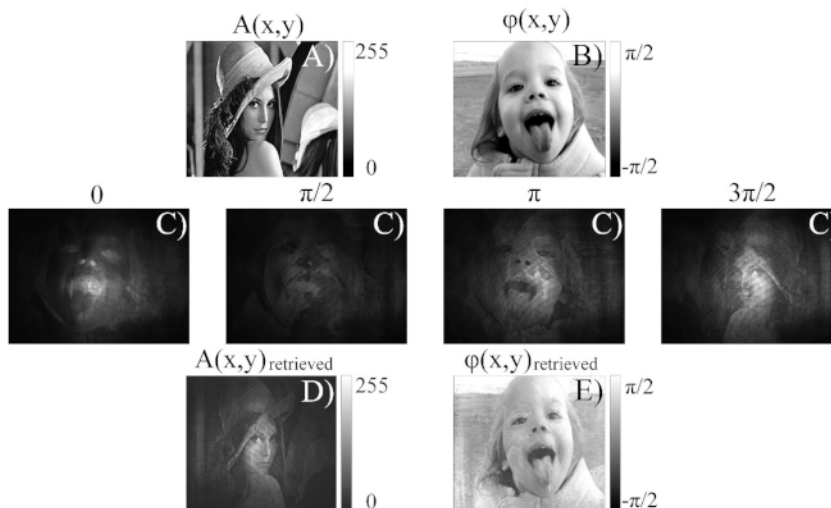 A(x,y) φ(x,y)
A) 255 0
B) π/2 -π/2
0 π/2 π 3π/2
C) C) C) C
A(x,y)retrieved φ(x,y)retrieved
D) 255 0
E) π/2 -π/2